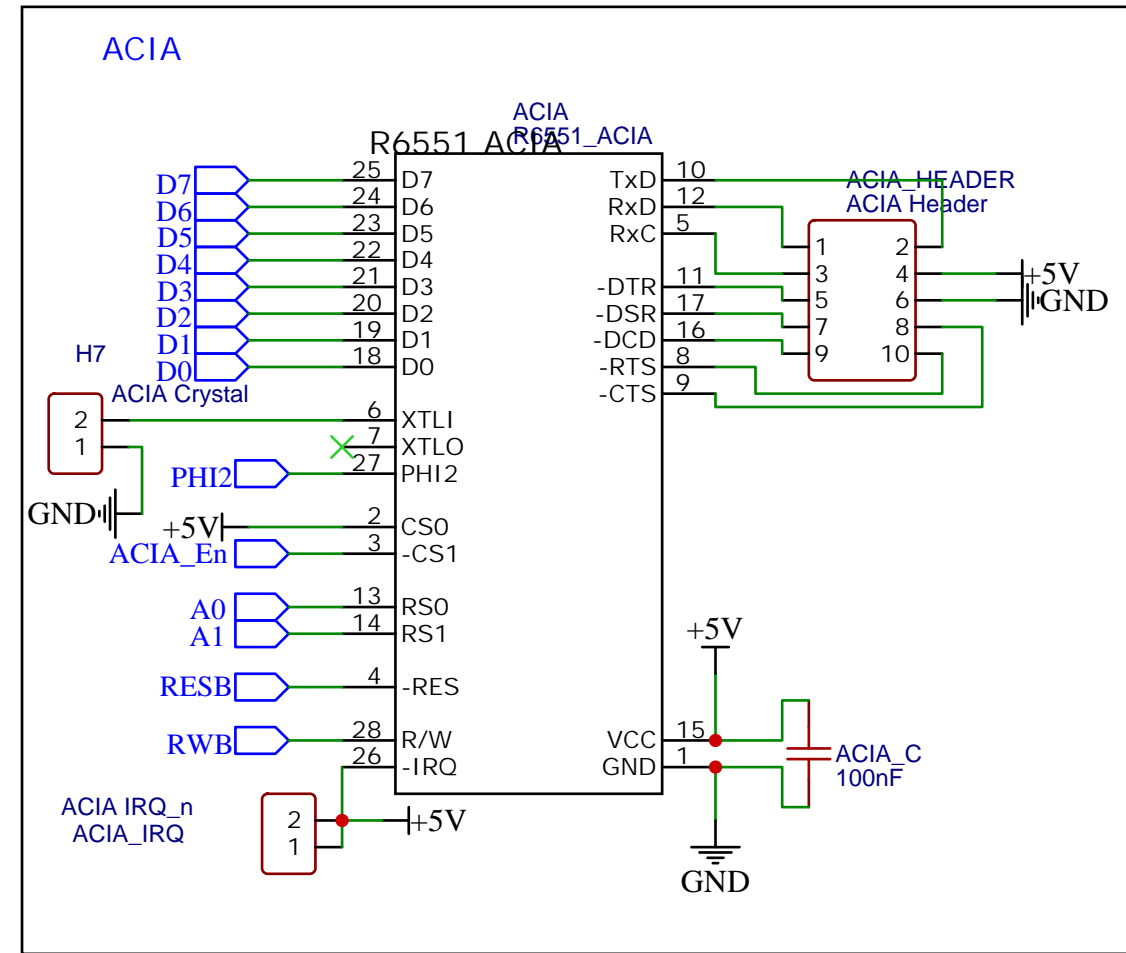 ACIA
ACIA
R6551_ACIA
R6551_ACIA
D7 25 D7
D6 24 D6
D5 23 D5
D4 22 D4
D3 21 D3
D2 20 D2
D1 19 D1
D0 18 D0
H7
ACIA Crystal
2
1
GND
6 XTLI
7 XTLO
PHI2 27 PHI2
+5V 2 CS0
ACIA_En 3 -CS1
A0 13 RS0
A1 14 RS1
RESB 4 -RES
RWB 28 R/W
26 -IRQ
ACIA IRQ_n
ACIA_IRQ
2
1
+5V
TxD 10
RxD 12
RxC 5
-DTR 11
-DSR 17
-DCD 16
-RTS 8
-CTS 9
ACIA_HEADER
ACIA Header
1 2
3 4
5 6
7 8
9 10
+5V
GND
+5V
VCC 15
GND 1
ACIA_C
100nF
GND